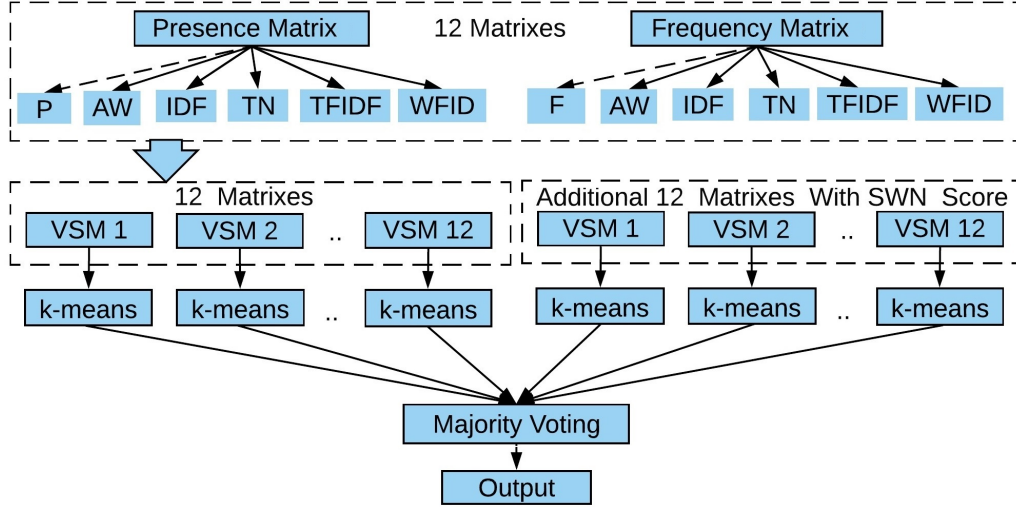 Presence Matrix 12 Matrixes Frequency Matrix
P AW IDF TN TFIDF WFID F AW IDF TN TFIDF WFID
12 Matrixes
VSM 1 VSM 2 .. VSM 12
Additional 12 Matrixes With SWN Score
VSM 1 VSM 2 .. VSM 12
k-means k-means .. k-means k-means k-means .. k-means
Majority Voting
Output